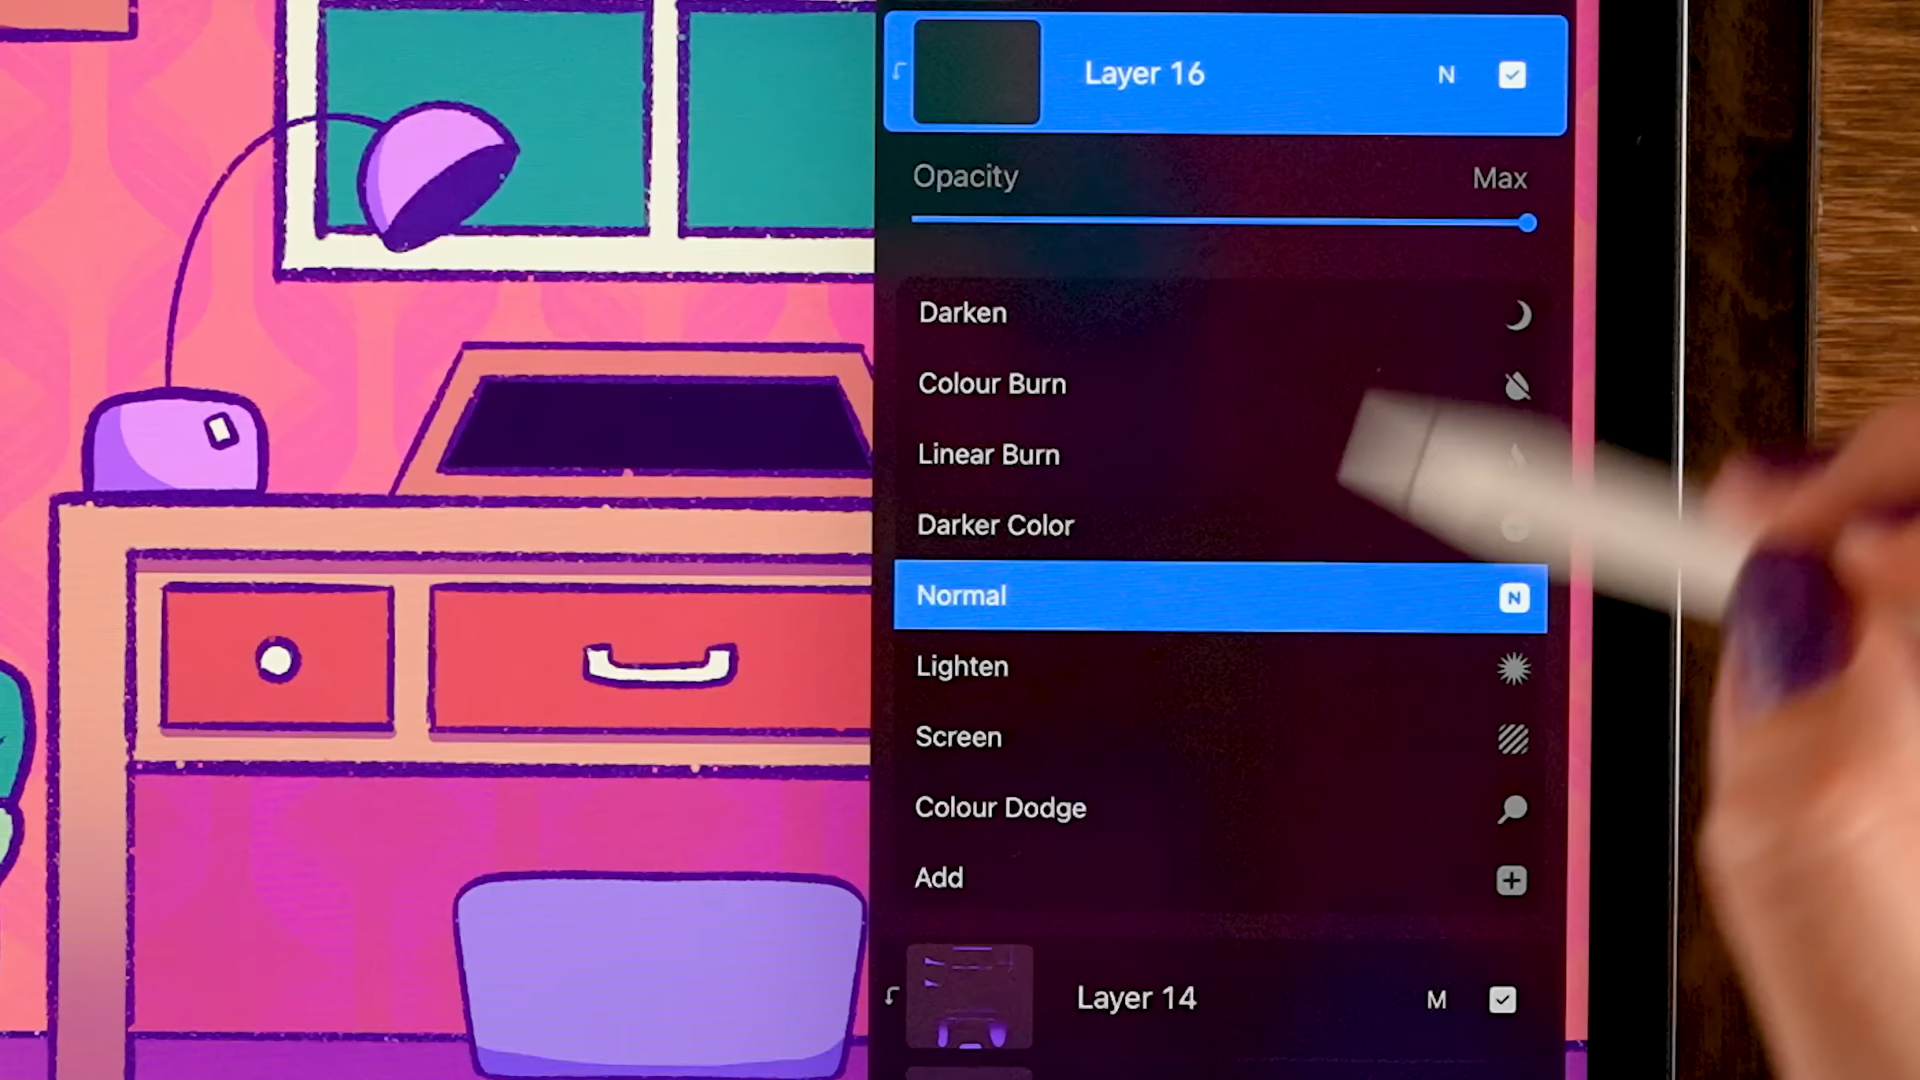 Layer 16 N
Opacity Max
Darken
Colour Burn
Linear Burn
Darker Color
Normal N
Lighten
Screen
Colour Dodge
Add
Layer 14 M